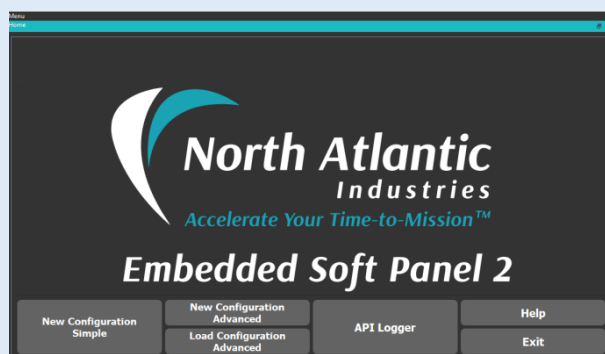 Menu
Home
North Atlantic
Industries
Accelerate Your Time-to-Mission™
Embedded Soft Panel 2
New Configuration
Simple
New Configuration
Advanced
Load Configuration
Advanced
API Logger
Help
Exit